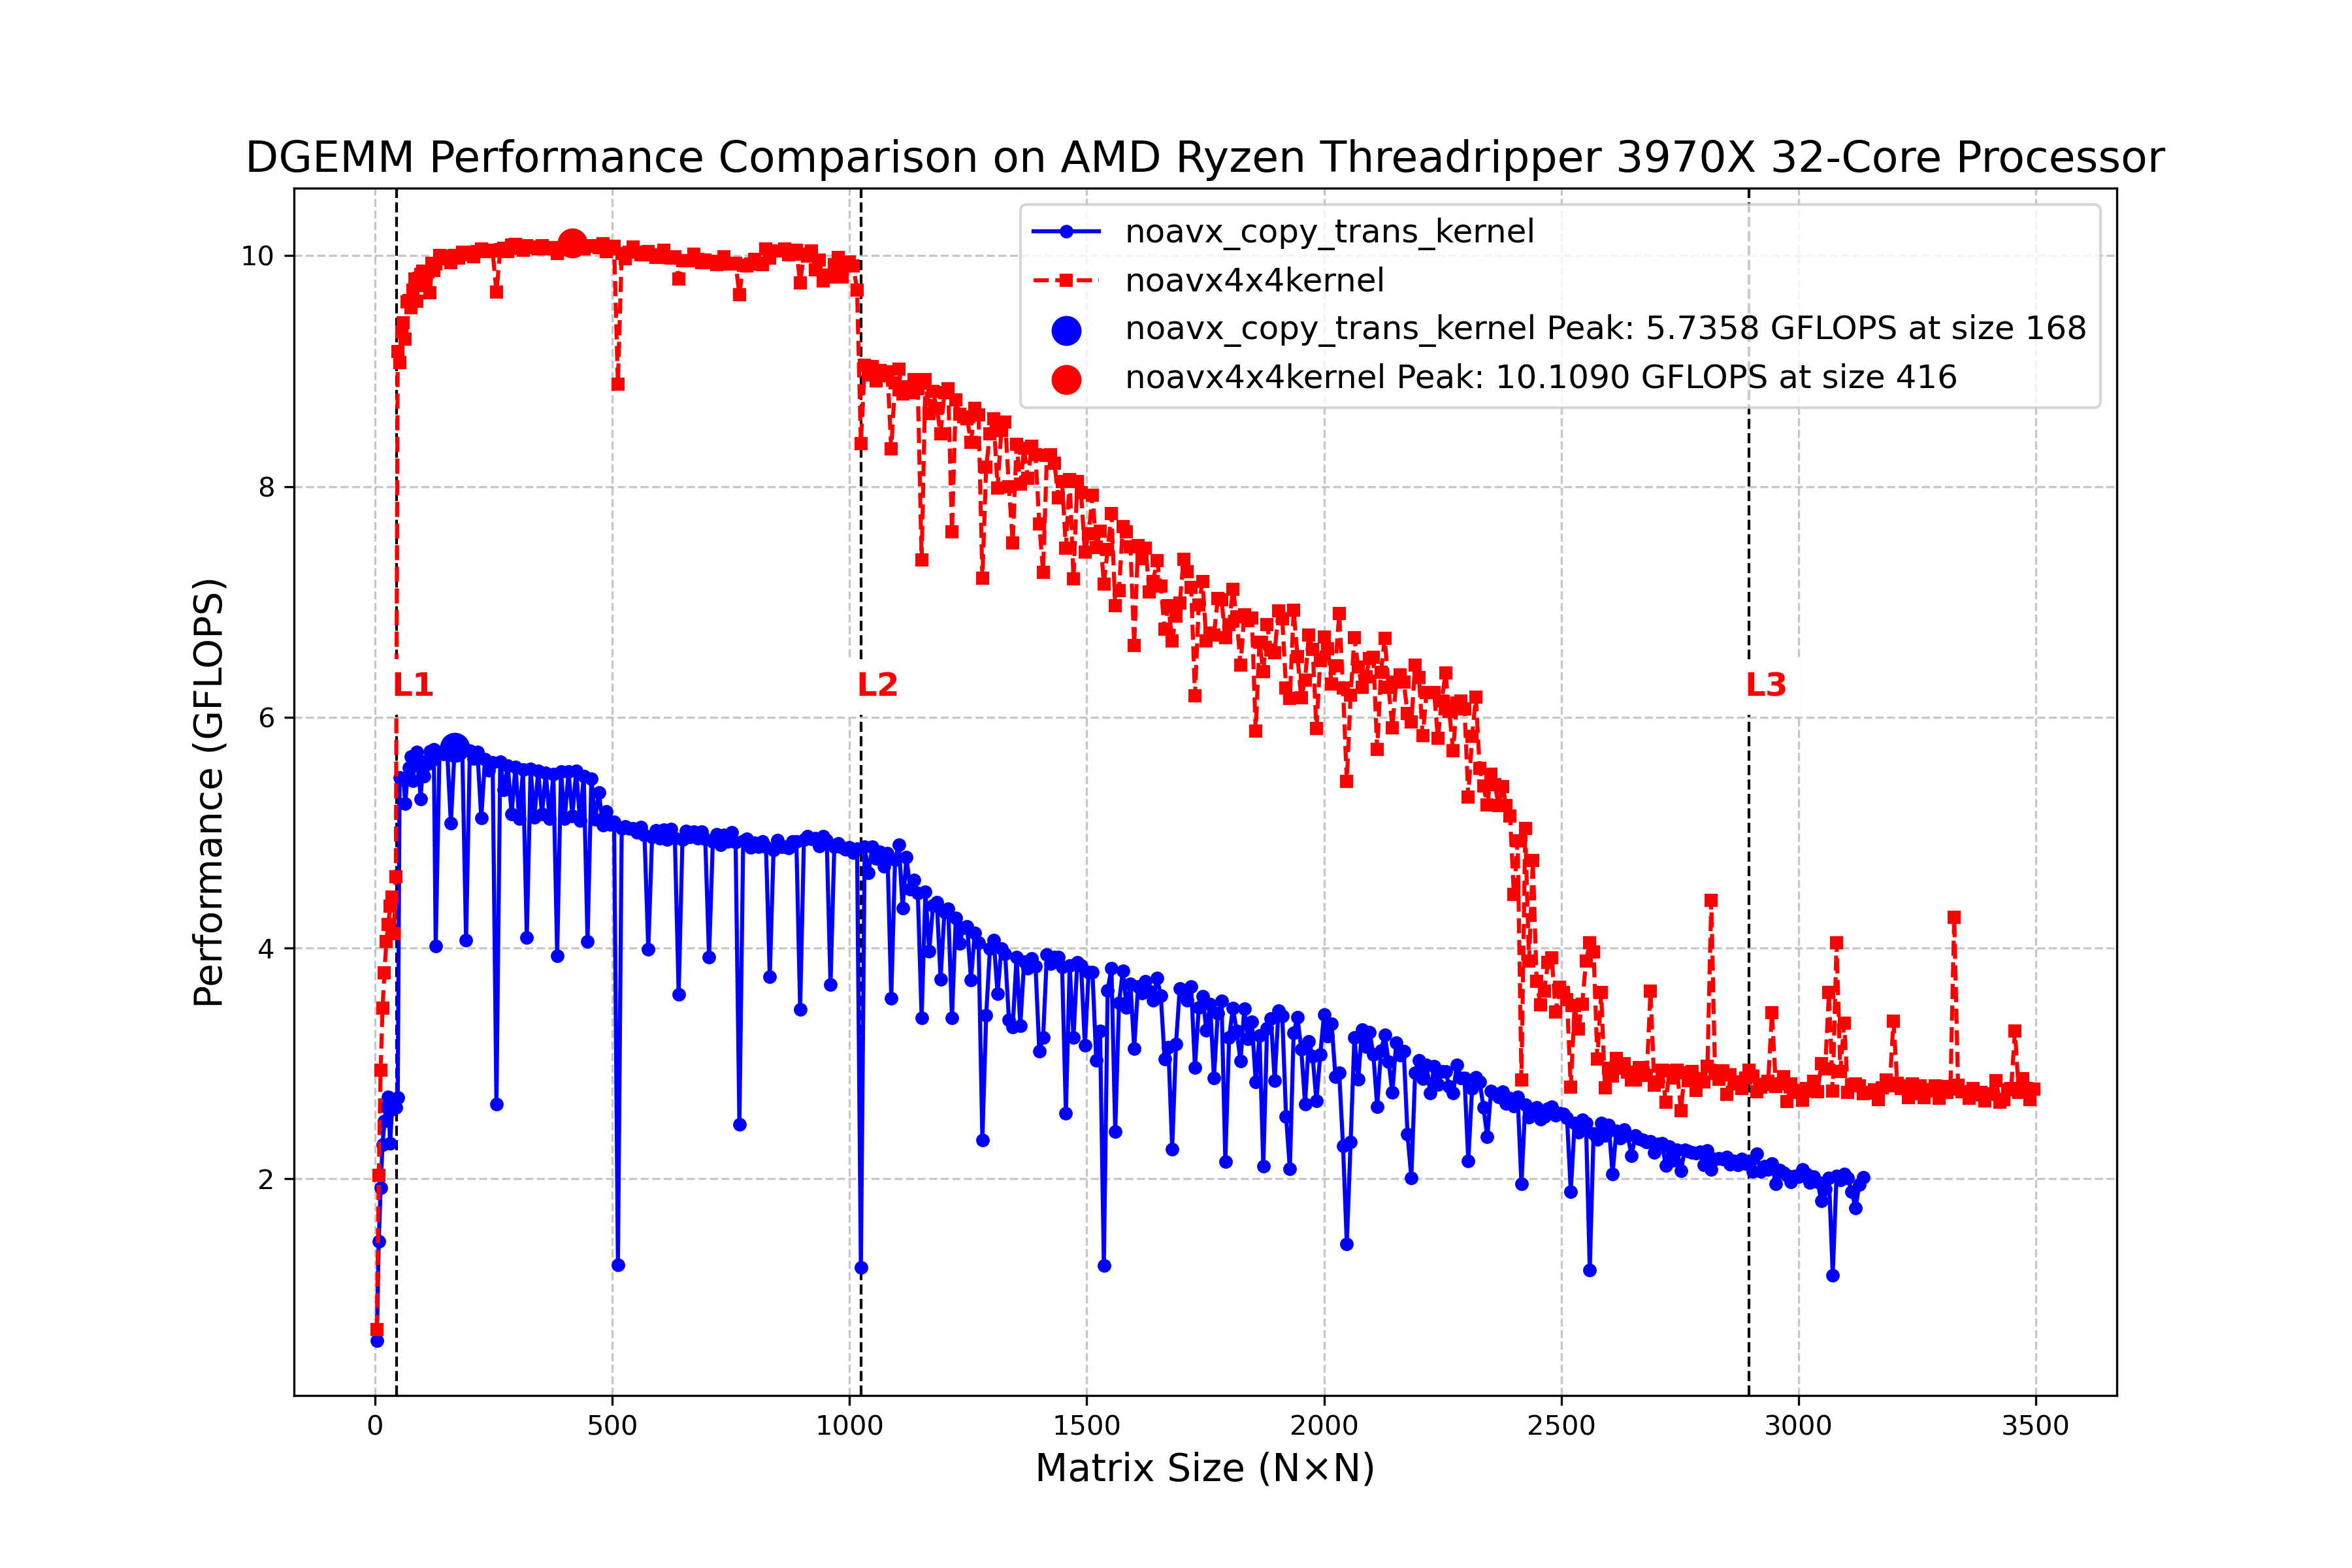 DGEMM Performance Comparison on AMD Ryzen Threadripper 3970X 32-Core Processor
noavx_copy_trans_kernel
noavx4x4kernel
noavx_copy_trans_kernel Peak: 5.7358 GFLOPS at size 168
noavx4x4kernel Peak: 10.1090 GFLOPS at size 416
Performance (GFLOPS)
10
8
6
4
2
L1
L2
L3
0
500
1000
1500
2000
2500
3000
3500
Matrix Size (N×N)